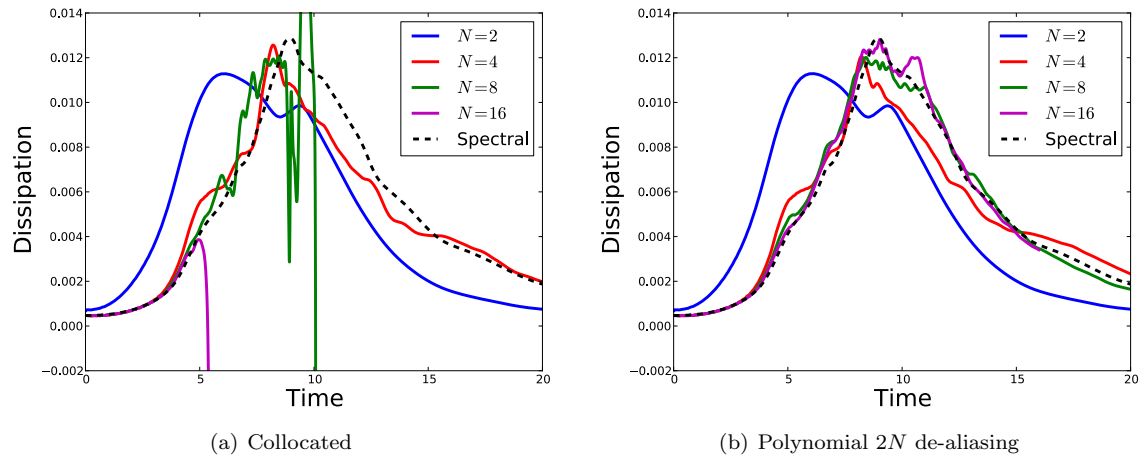 0.014
0.012
0.010
0.008
0.006
0.004
0.002
0.000
−0.002
Dissipation
0 5 10 15 20
Time
N=2
N=4
N=8
N=16
Spectral
(a) Collocated
0.014
0.012
0.010
0.008
0.006
0.004
0.002
0.000
−0.002
Dissipation
0 5 10 15 20
Time
N=2
N=4
N=8
N=16
Spectral
(b) Polynomial 2N de-aliasing